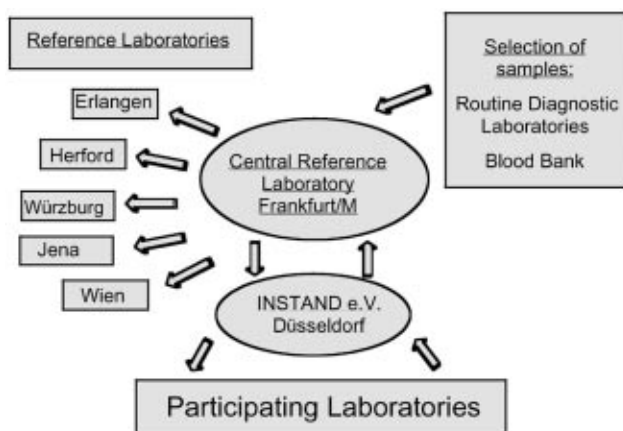 Reference Laboratories
Erlangen
Herford
Würzburg
Jena
Wien
Central Reference
Laboratory
Frankfurt/M
Selection of
samples:
Routine Diagnostic
Laboratories
Blood Bank
INSTAND e.V.
Düsseldorf
Participating Laboratories